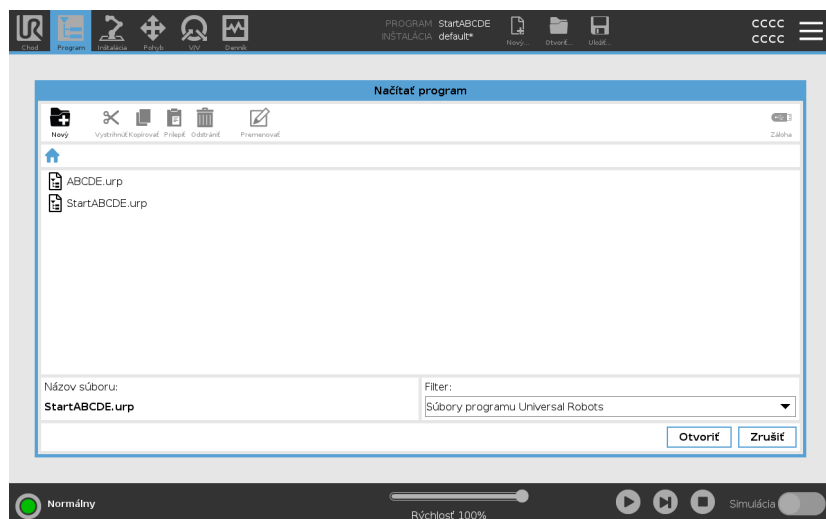 UR
Chod
Program
Inštalácia
Pohyb
V/V
Denník
PROGRAM StartABCDE
INŠTALÁCIA default*
Nový...
Otvoriť...
Uložiť...
CCCC
CCCC
Načítať program
Nový
Vystrihnúť
Kopírovať
Prilepiť
Odstrániť
Premenovať
Záloha
ABCDE.urp
StartABCDE.urp
Názov súboru:
StartABCDE.urp
Filter:
Súbory programu Universal Robots
Otvoriť
Zrušiť
Normálny
Rýchlosť 100%
Simulácia